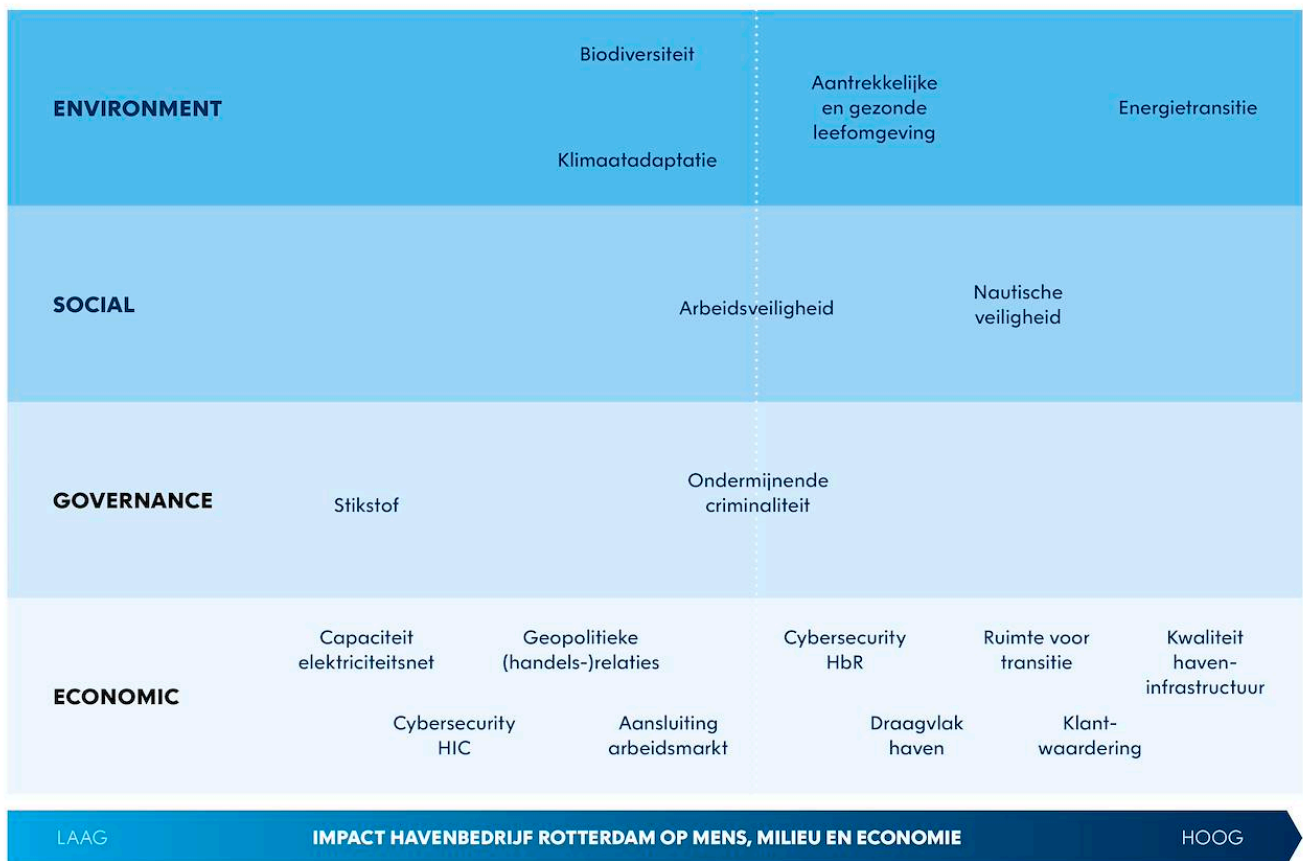 ENVIRONMENT
Biodiversiteit
Klimaatadaptatie
Aantrekkelijke
en gezonde
leefomgeving
Energietransitie
SOCIAL
Arbeidsveiligheid
Nautische
veiligheid
GOVERNANCE
Stikstof
Ondermijnende
criminaliteit
ECONOMIC
Capaciteit
elektriciteitsnet
Geopolitieke
(handels-)relaties
Cybersecurity
HbR
Ruimte voor
transitie
Kwaliteit
haven-
infrastructuur
Cybersecurity
HIC
Aansluiting
arbeidsmarkt
Draagvlak
haven
Klant-
waardering
LAAG
IMPACT HAVENBEDRIJF ROTTERDAM OP MENS, MILIEU EN ECONOMIE
HOOG